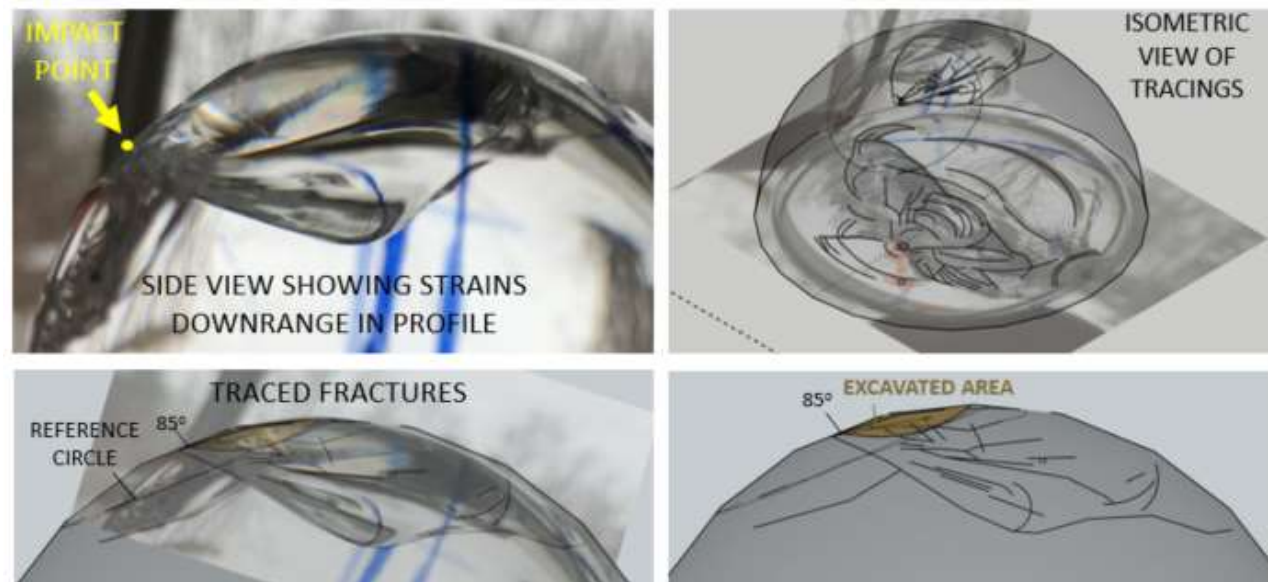 IMPACT
POINT
SIDE VIEW SHOWING STRAINS
DOWNRANGE IN PROFILE
ISOMETRIC
VIEW OF
TRACINGS
TRACED FRACTURES
85º
REFERENCE
CIRCLE
EXCAVATED AREA
85º